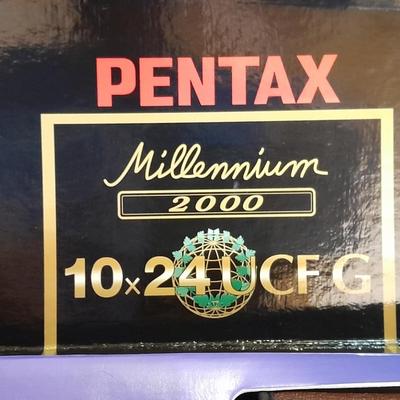 PENTAX
Millennium
2000
10×24 UCF G